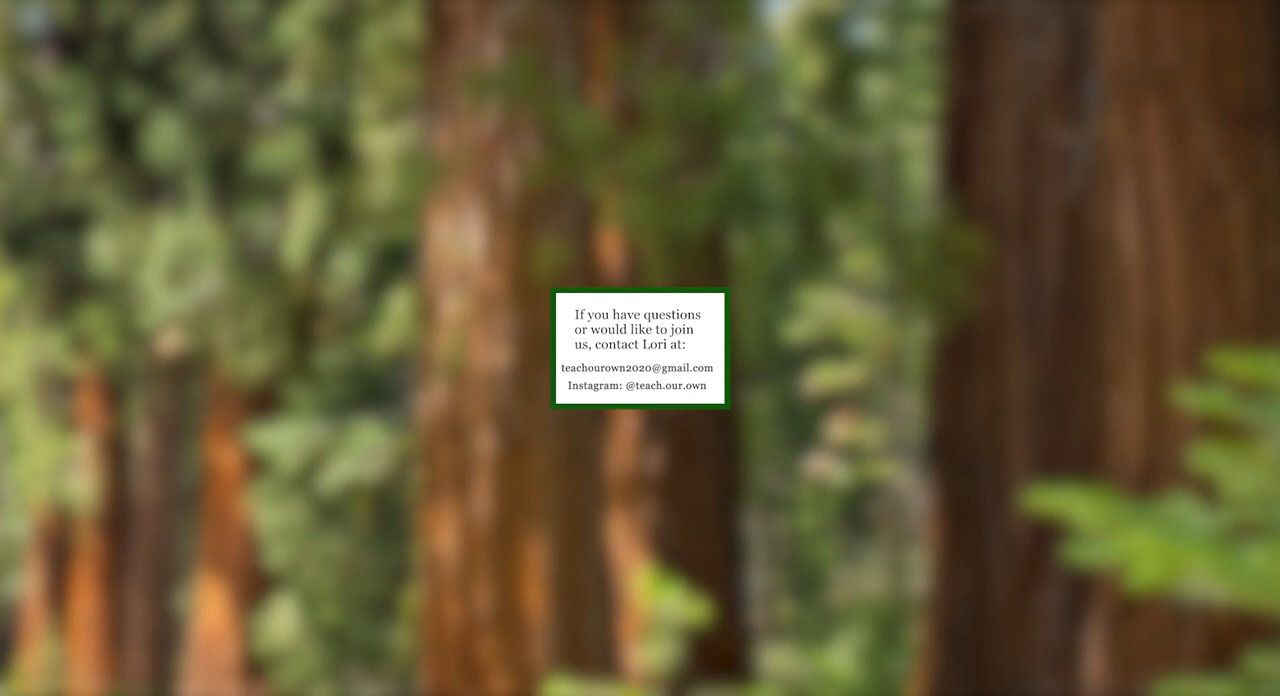 If you have questions
or would like to join
us, contact Lori at:
teachourown2020@gmail.com
Instagram: @teach.our.own